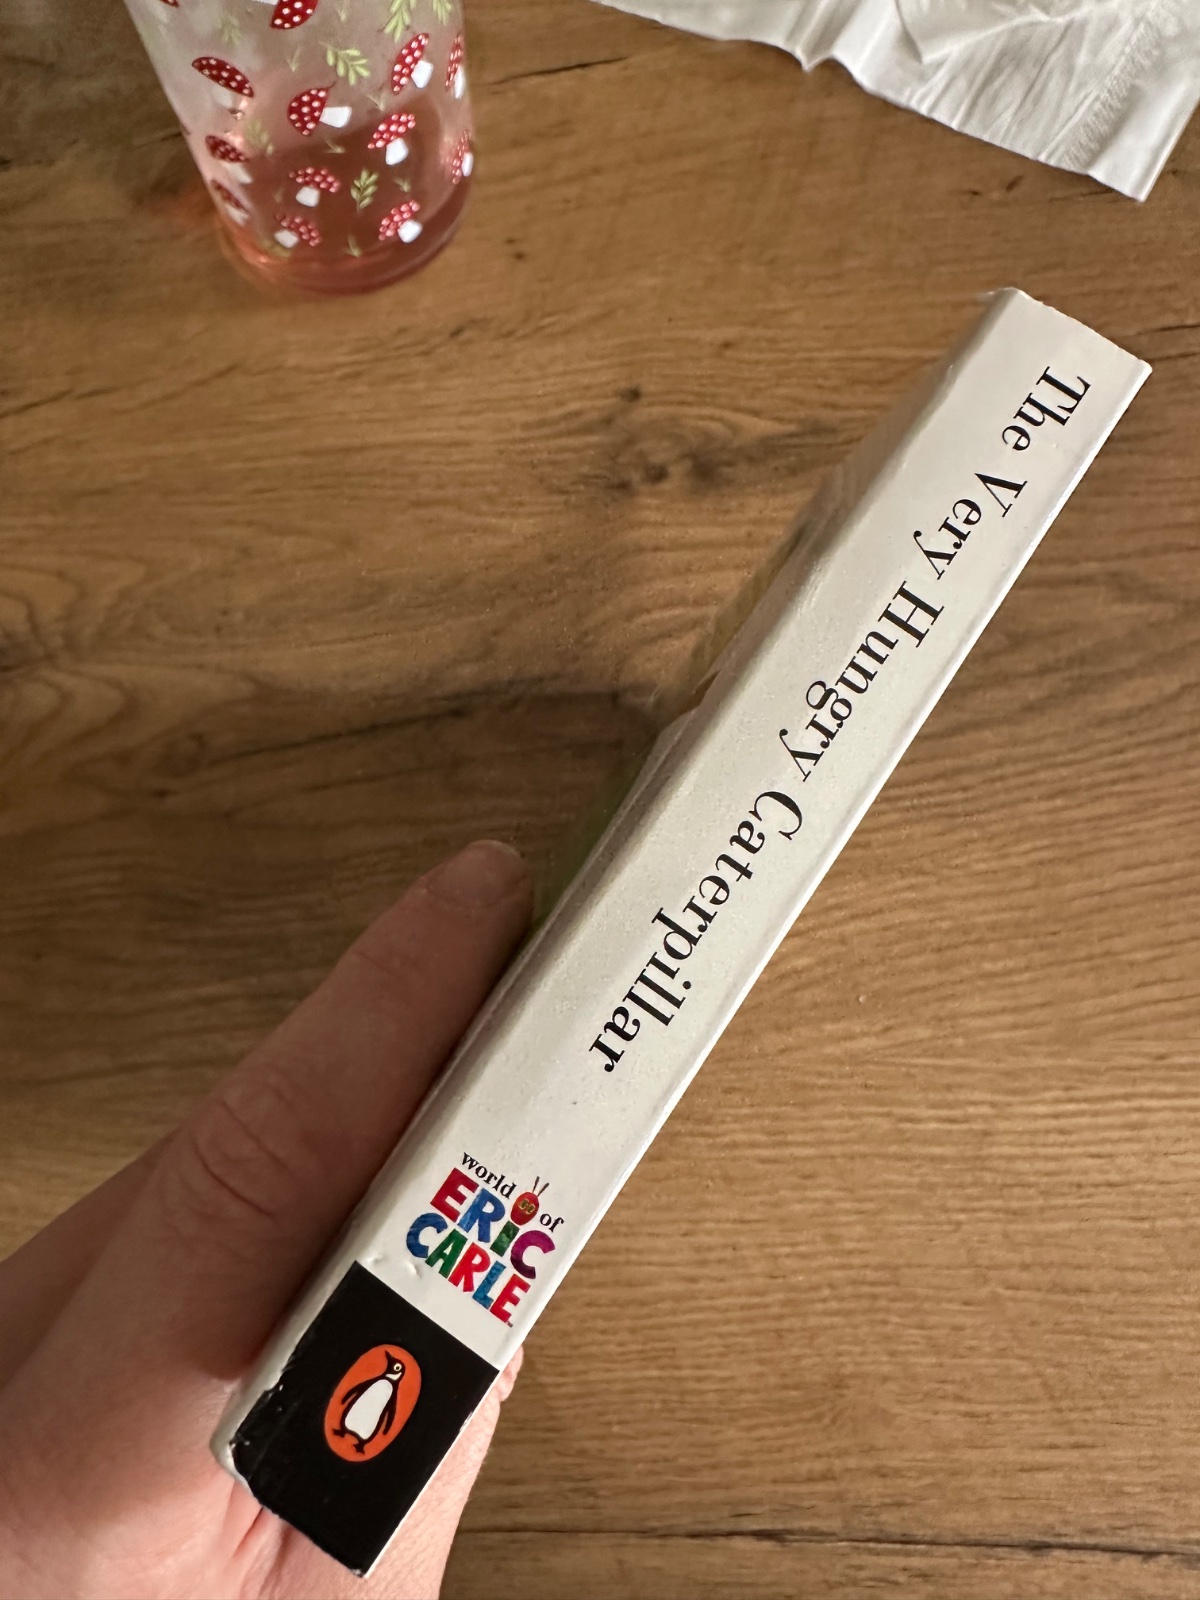 The Very Hungry Caterpillar
world of
ERIC
CARLE